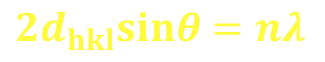 2d_hkl sinθ = nλ